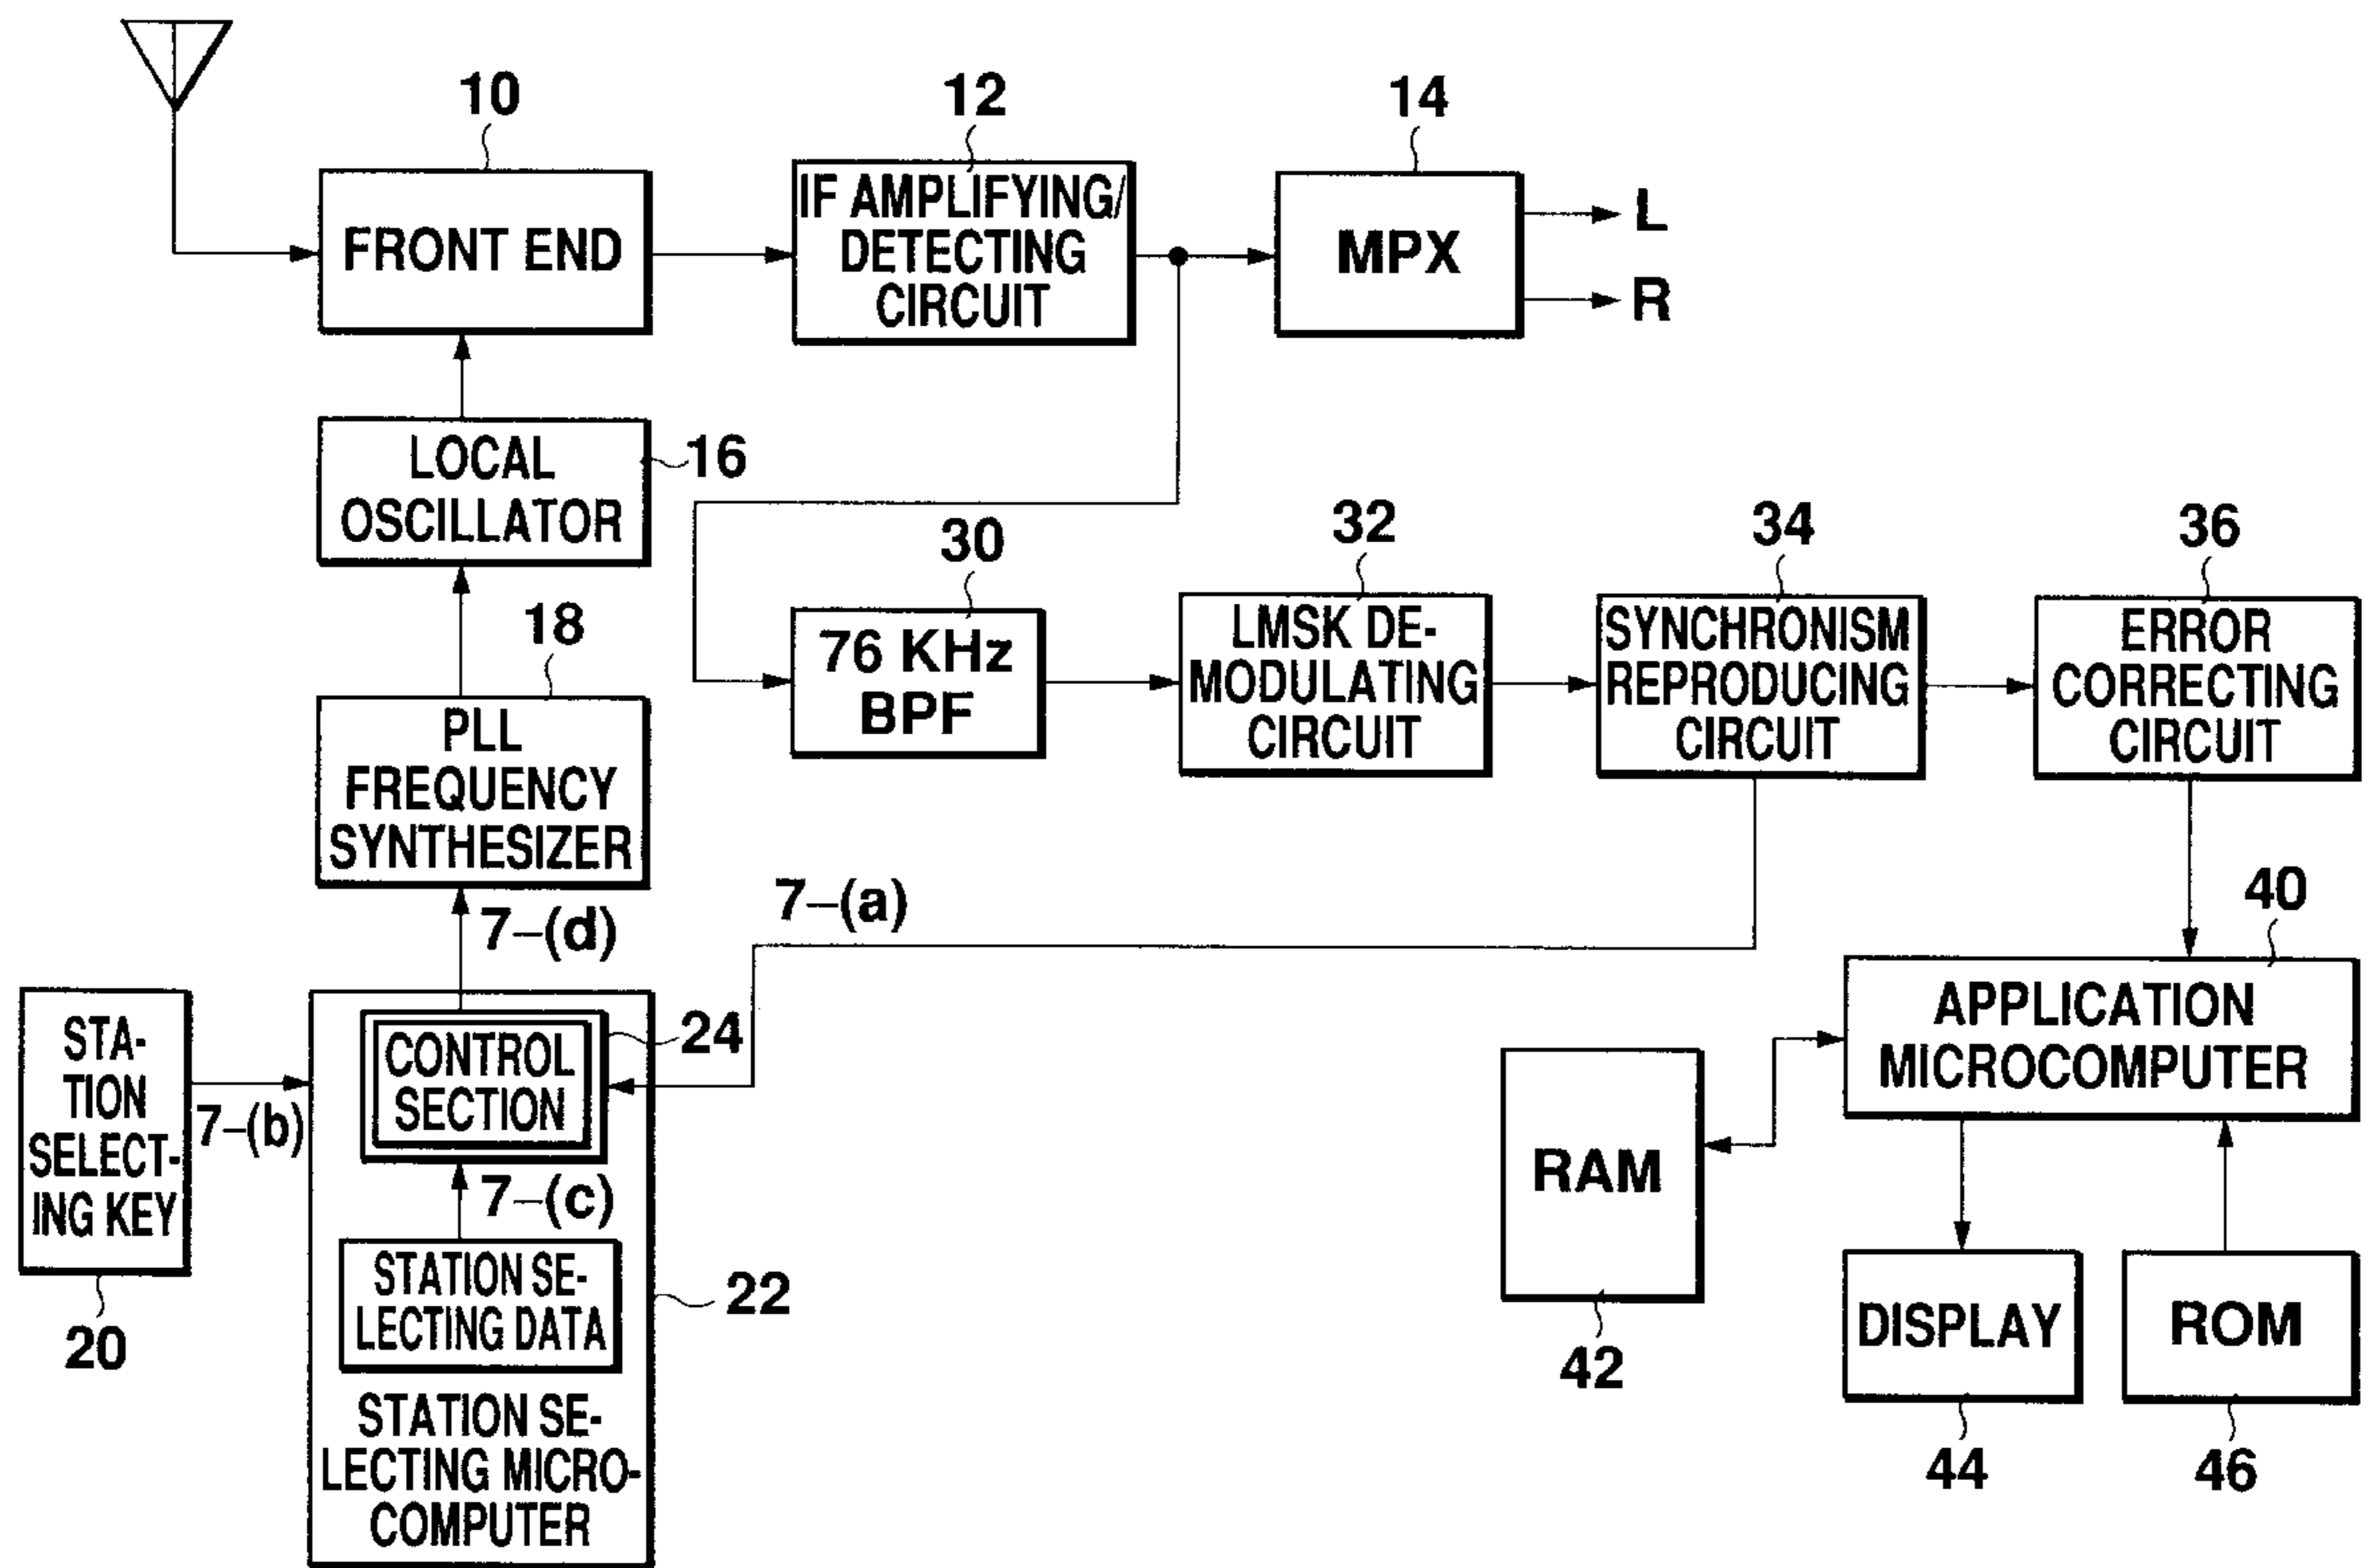 10
12
14
FRONT END
IF AMPLIFYING/
DETECTING
CIRCUIT
MPX
L
R
LOCAL
OSCILLATOR
16
18
30
32
34
36
76 KHz
BPF
LMSK DE-
MODULATING
CIRCUIT
SYNCHRONISM
REPRODUCING
CIRCUIT
ERROR
CORRECTING
CIRCUIT
PLL
FREQUENCY
SYNTHESIZER
7–(d)
7–(a)
40
STA-
TION
SELECT-
ING KEY
20
7–(b)
CONTROL
SECTION
24
7–(c)
STATION SE-
LECTING DATA
22
STATION SE-
LECTING MICRO-
COMPUTER
APPLICATION
MICROCOMPUTER
RAM
42
DISPLAY
44
ROM
46